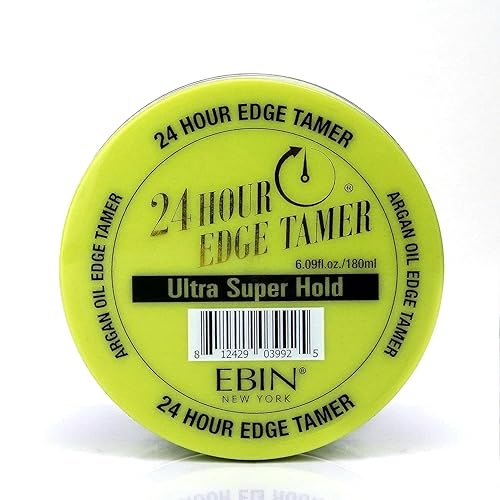 24 HOUR EDGE TAMER
ARGAN OIL EDGE TAMER
ARGAN OIL EDGE TAMER
24 HOUR
EDGE TAMER®
6.09fl.oz./180ml
Ultra Super Hold
8 12429 03992 5
EBIN®
NEW YORK
24 HOUR EDGE TAMER